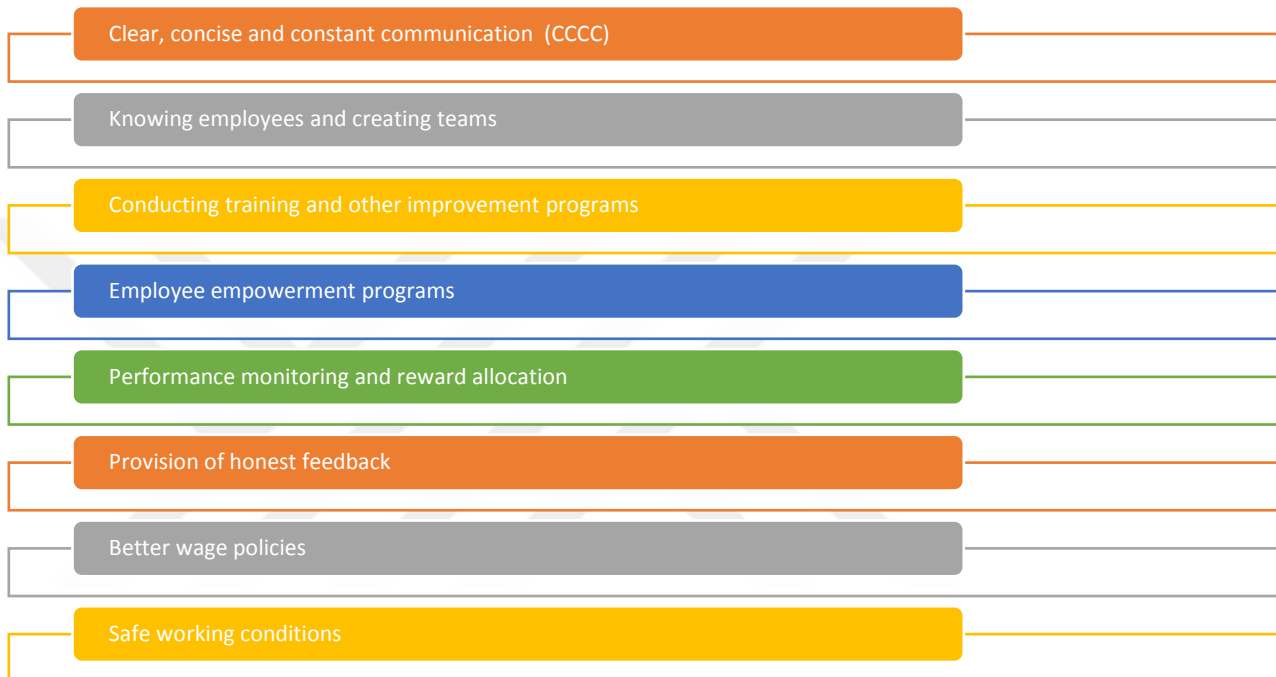 Clear, concise and constant communication  (CCCC)
Knowing employees and creating teams
Conducting training and other improvement programs
Employee empowerment programs
Performance monitoring and reward allocation
Provision of honest feedback
Better wage policies
Safe working conditions